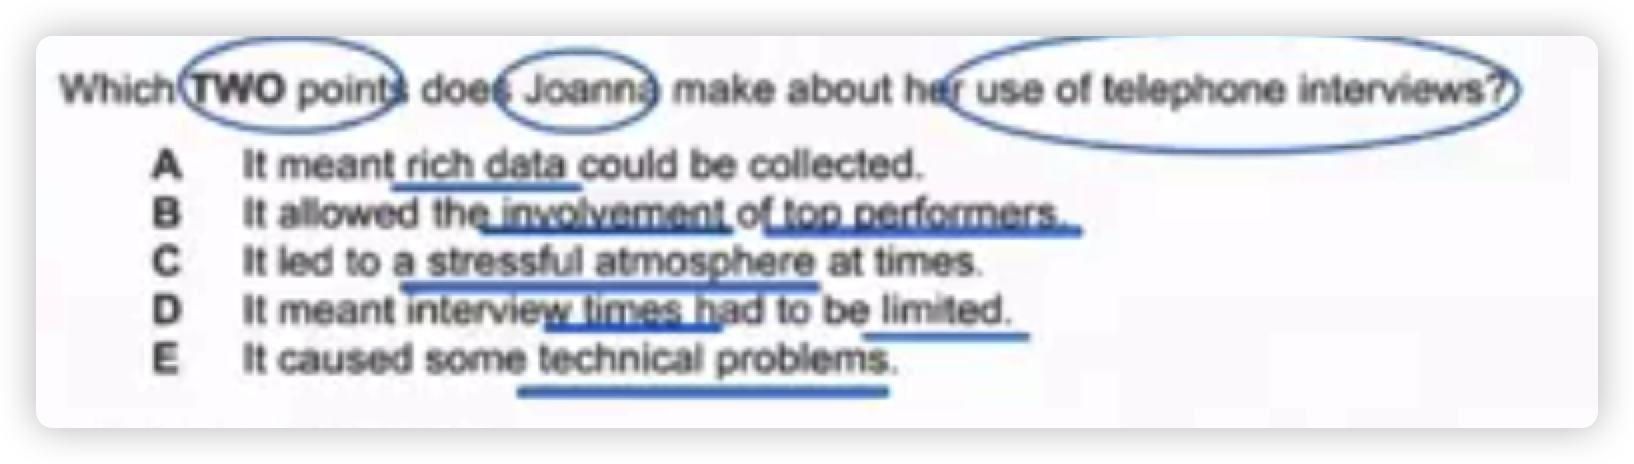 Which TWO points does Joanna make about her use of telephone interviews?
A It meant rich data could be collected.
B It allowed the involvement of top performers.
C It led to a stressful atmosphere at times.
D It meant interview times had to be limited.
E It caused some technical problems.